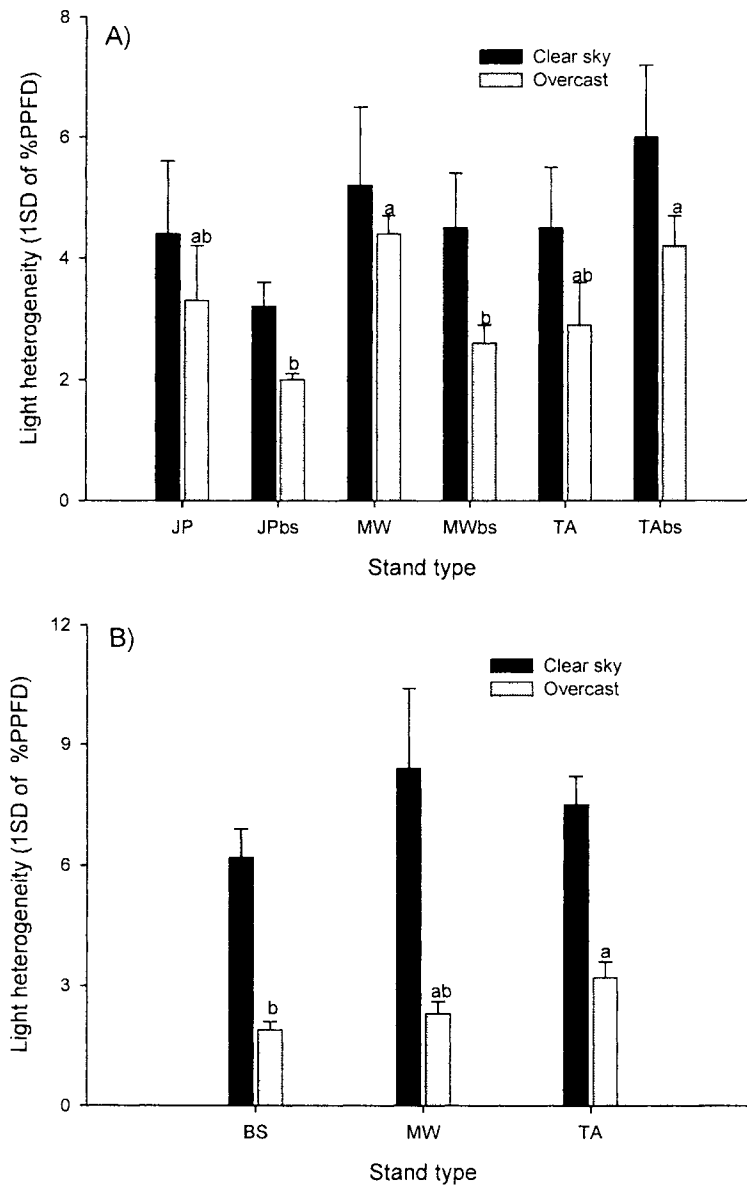 A)
Clear sky
Overcast
Light heterogeneity (1SD of %PPFD)
8
6
4
2
0
ab
b
a
b
ab
a
JP
JPbs
MW
MWbs
TA
TAbs
Stand type
B)
Clear sky
Overcast
Light heterogeneity (1SD of %PPFD)
12
9
6
3
0
b
ab
a
BS
MW
TA
Stand type